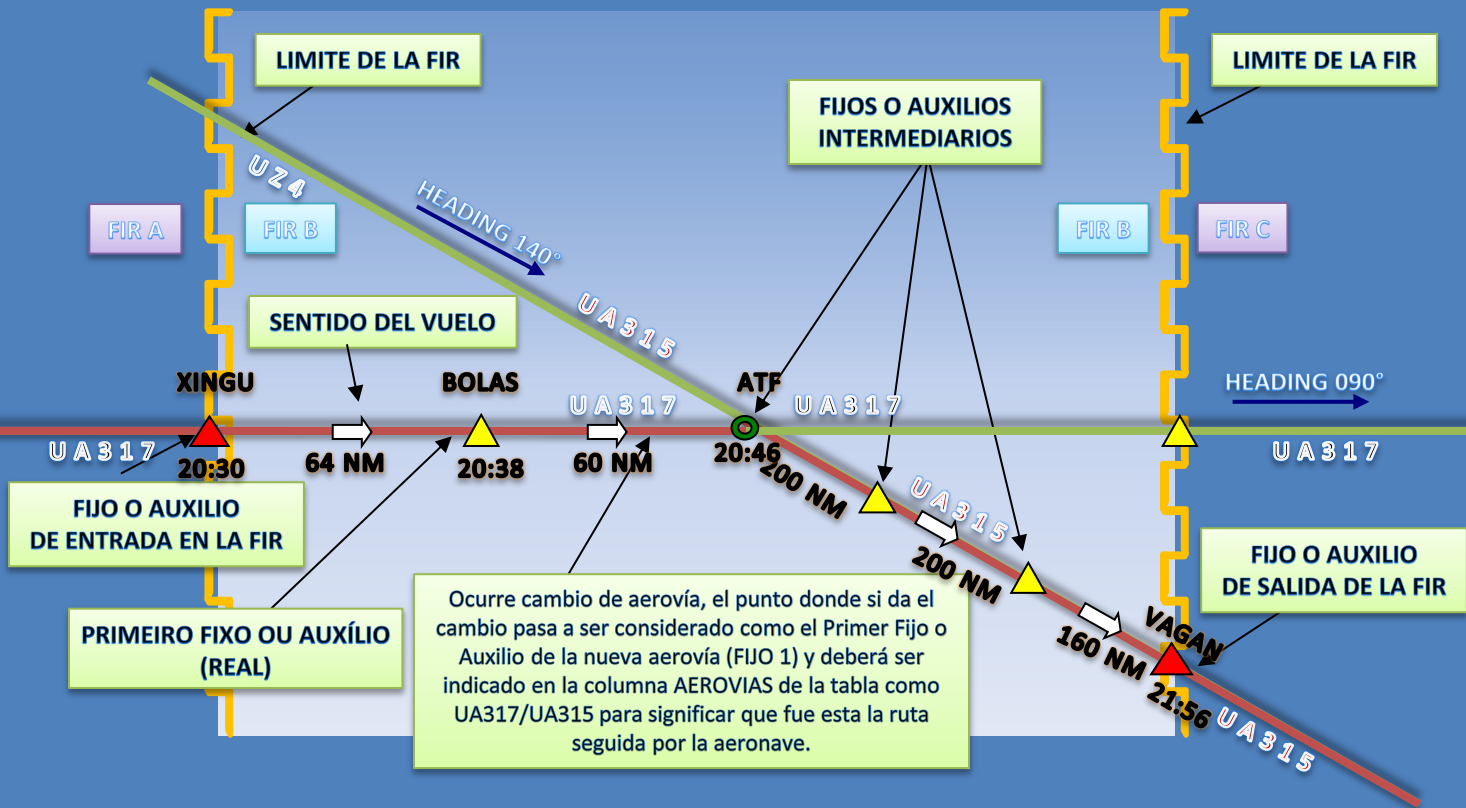 LIMITE DE LA FIR
LIMITE DE LA FIR
FIJOS O AUXILIOS
INTERMEDIARIOS
UZ4
HEADING 140°
FIR A
FIR B
FIR B
FIR C
SENTIDO DEL VUELO
UA315
XINGU
BOLAS
ATF
HEADING 090°
UA317
UA317
UA317
UA317
20:30
64 NM
20:38
60 NM
20:46
200 NM
UA315
FIJO O AUXILIO
DE ENTRADA EN LA FIR
200 NM
FIJO O AUXILIO
DE SALIDA DE LA FIR
PRIMEIRO FIXO OU AUXÍLIO
(REAL)
Ocurre cambio de aerovía, el punto donde si da el
cambio pasa a ser considerado como el Primer Fijo o
Auxilio de la nueva aerovía (FIJO 1) y deberá ser
indicado en la columna AEROVIAS de la tabla como
UA317/UA315 para significar que fue esta la ruta
seguida por la aeronave.
160 NM
VAGAN
21:56
UA315